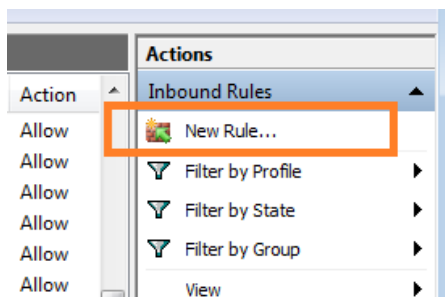 Actions
Action
Inbound Rules
Allow
New Rule...
Allow
Filter by Profile
Allow
Filter by State
Allow
Filter by Group
Allow
Allow
View